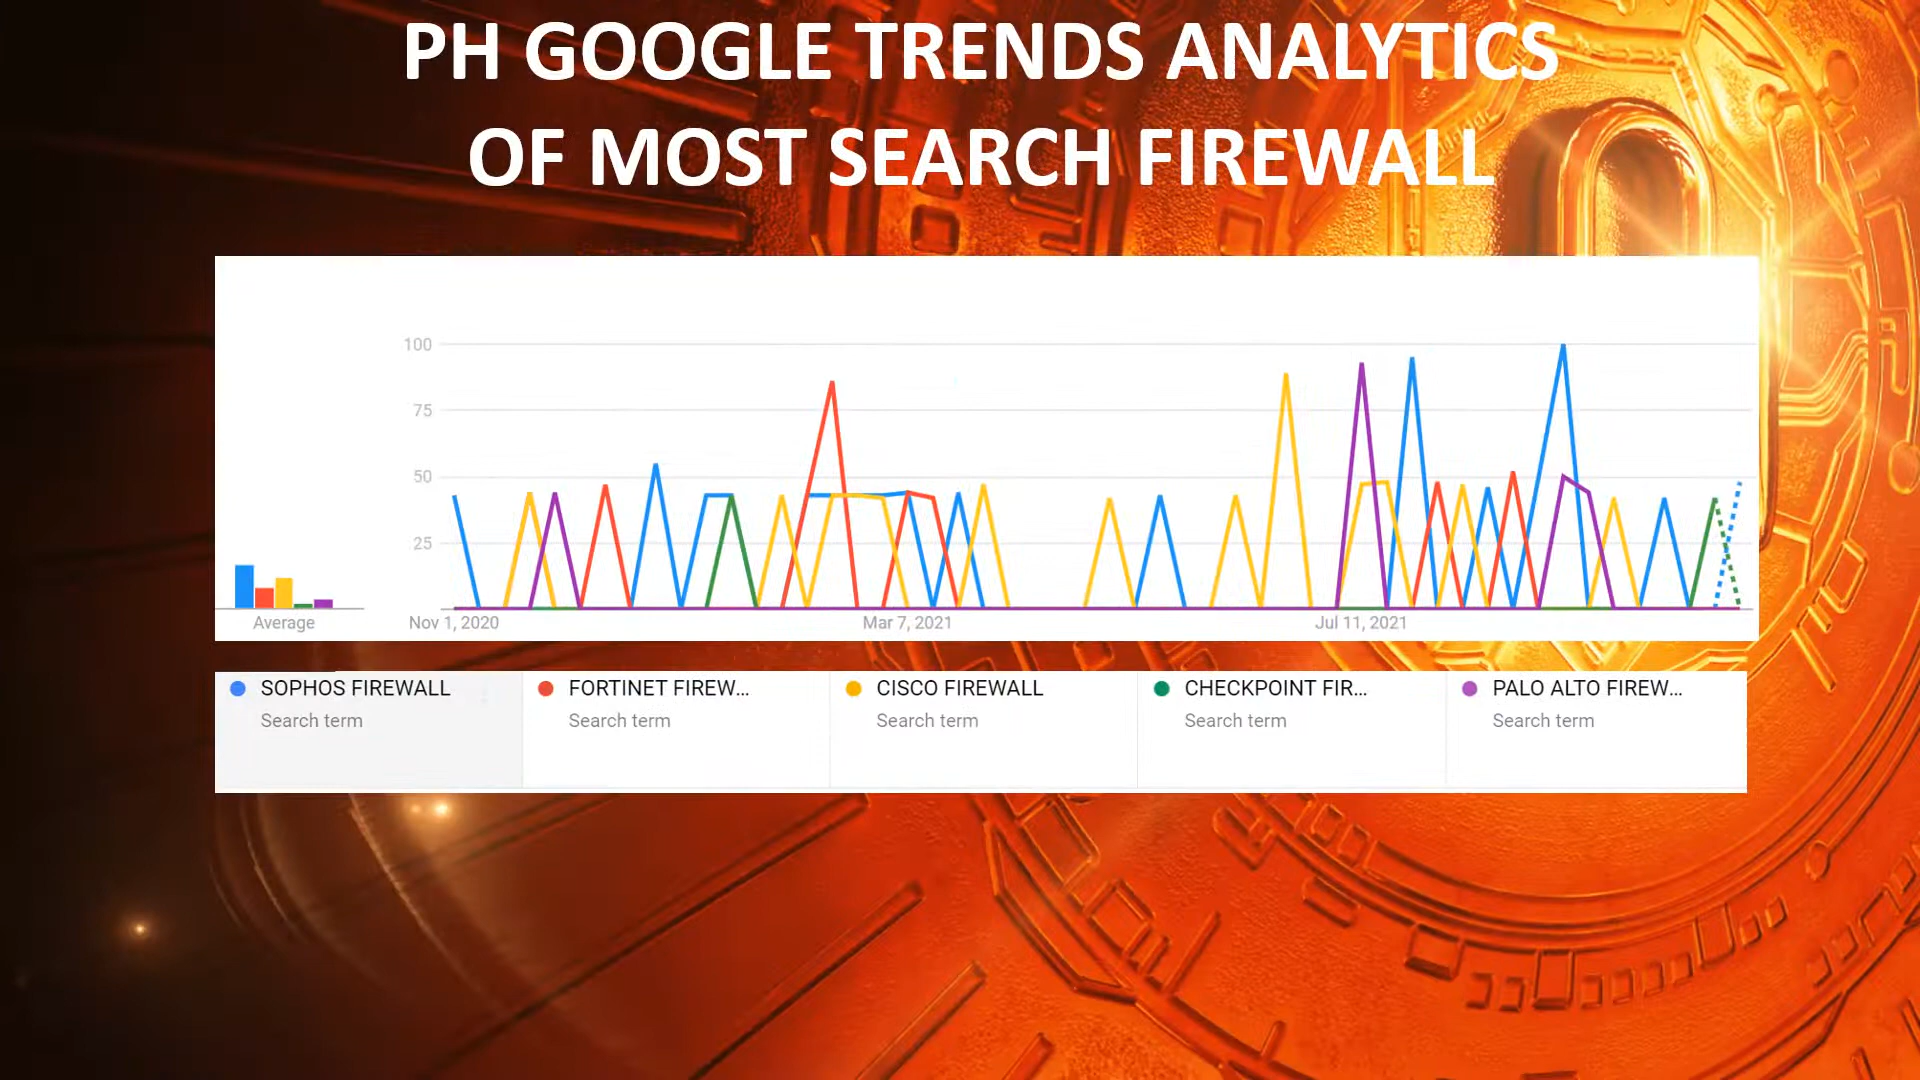 PH GOOGLE TRENDS ANALYTICS
OF MOST SEARCH FIREWALL
100
75
50
25
Average
Nov 1, 2020
Mar 7, 2021
Jul 11, 2021
SOPHOS FIREWALL
Search term
FORTINET FIREW...
Search term
CISCO FIREWALL
Search term
CHECKPOINT FIR...
Search term
PALO ALTO FIREW...
Search term